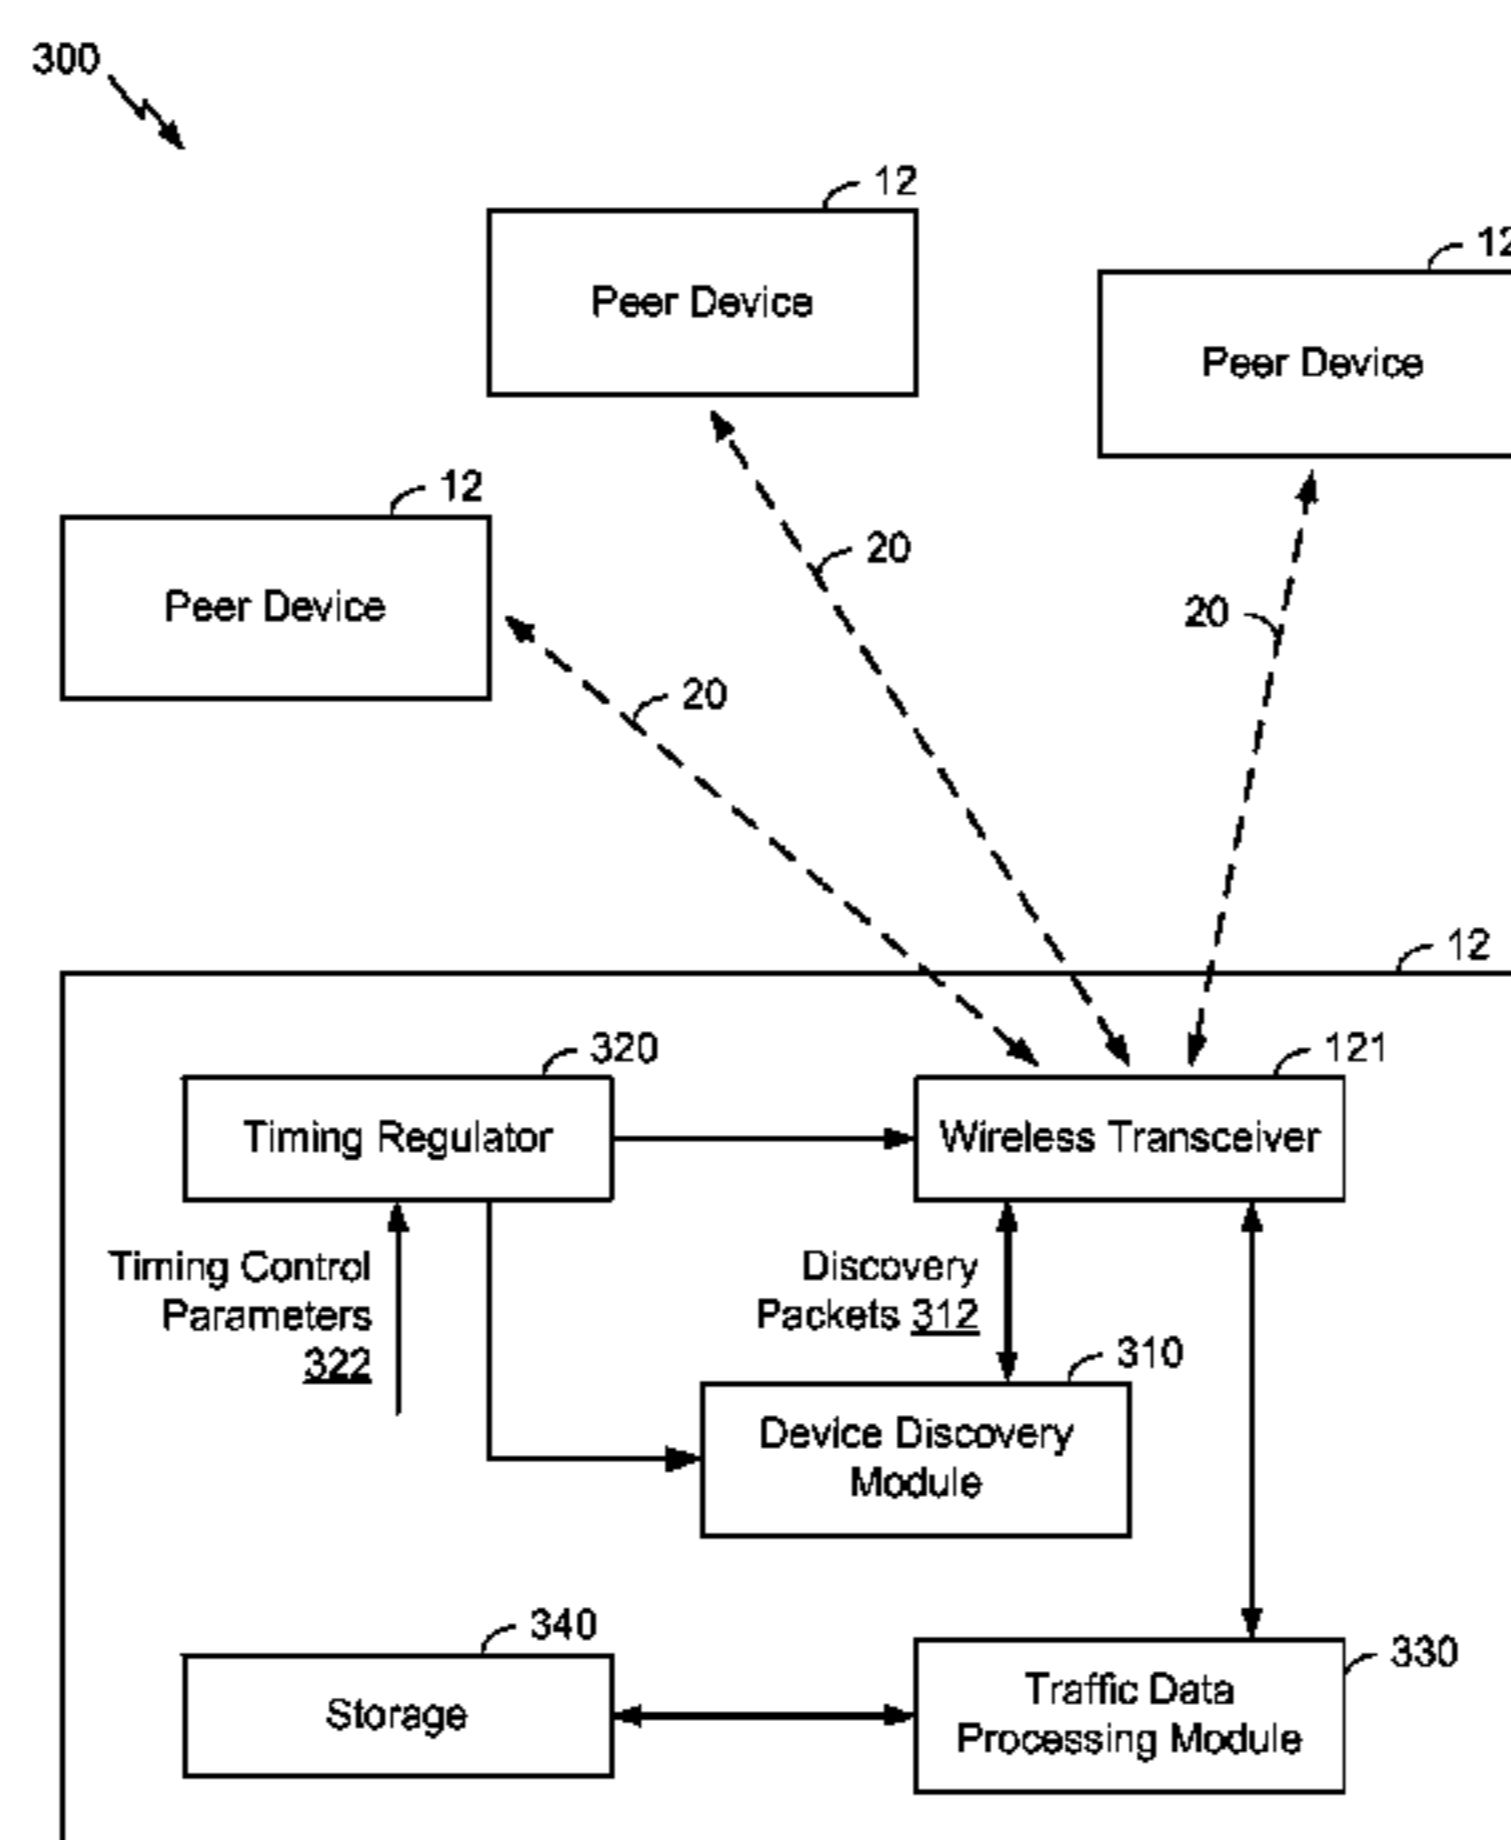 300
12
Peer Device
12
Peer Device
12
Peer Device
20
20
20
12
320
Timing Regulator
121
Wireless Transceiver
Timing Control
Parameters
322
Discovery
Packets 312
310
Device Discovery
Module
340
Storage
330
Traffic Data
Processing Module